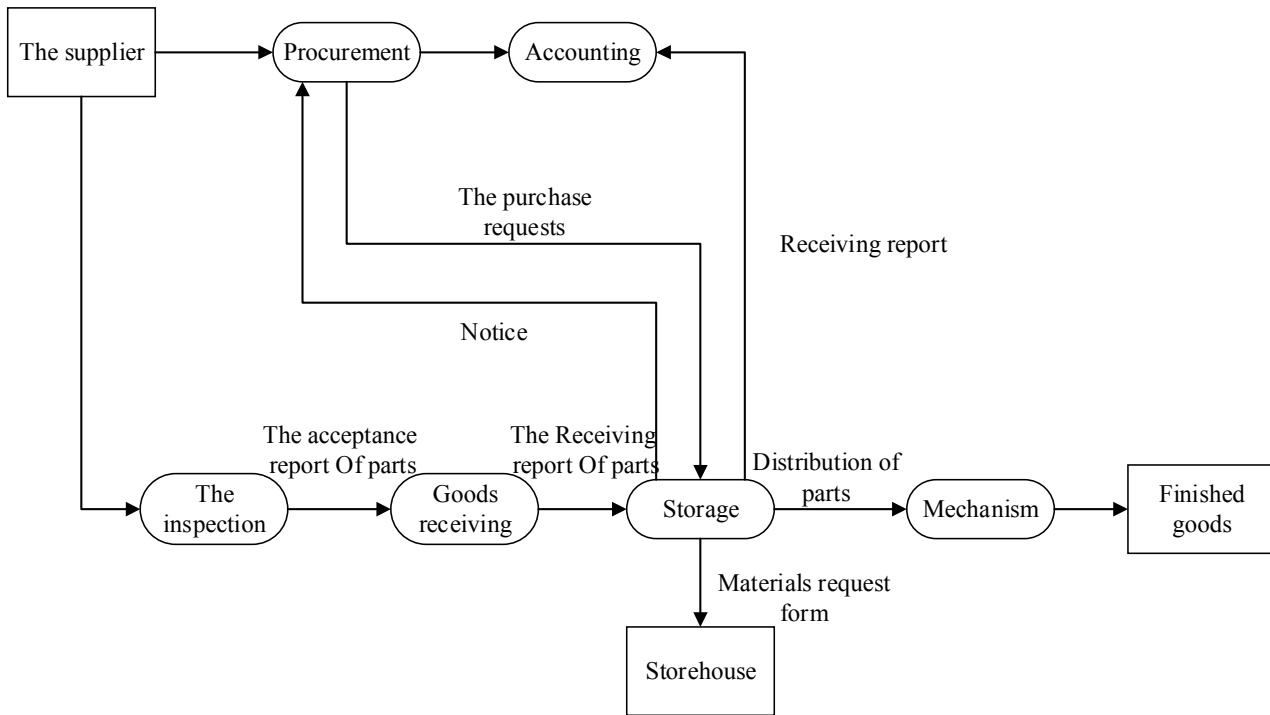 The supplier
Procurement
Accounting
The purchase
requests
Receiving report
Notice
The acceptance
report Of parts
The Receiving
report Of parts
Distribution of
parts
The
inspection
Goods
receiving
Storage
Mechanism
Finished
goods
Materials request
form
Storehouse